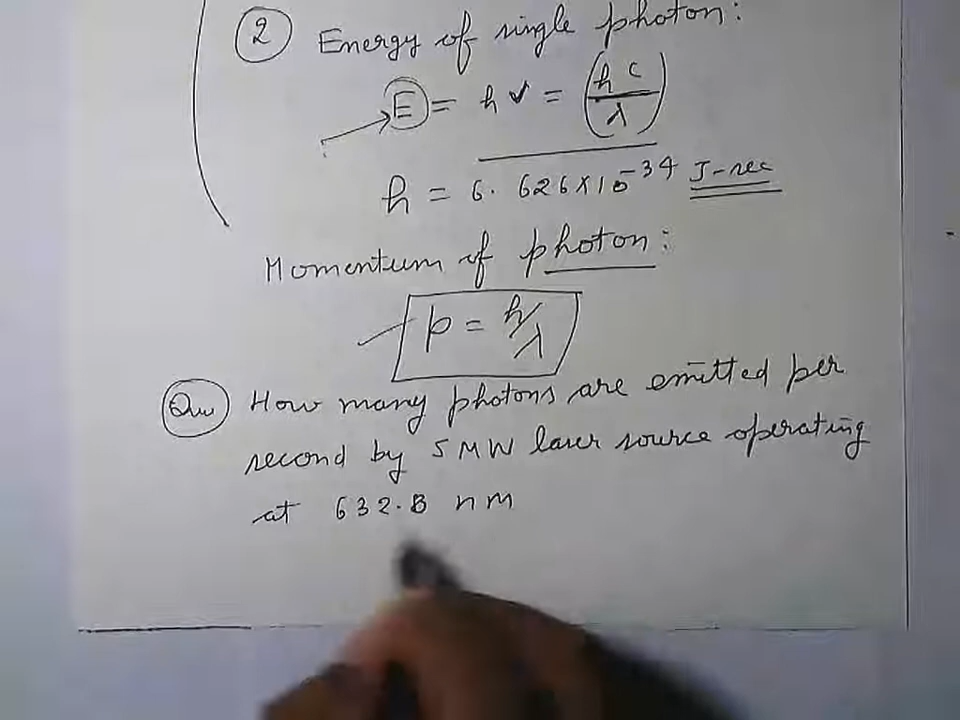 ② Energy of single photon:
E = hν = (hc/λ)
h = 6.626×10⁻³⁴ J-sec
Momentum of photon:
p = h/λ
Que How many photons are emitted per
second by 5MW laser source operating
at 632.8 nm